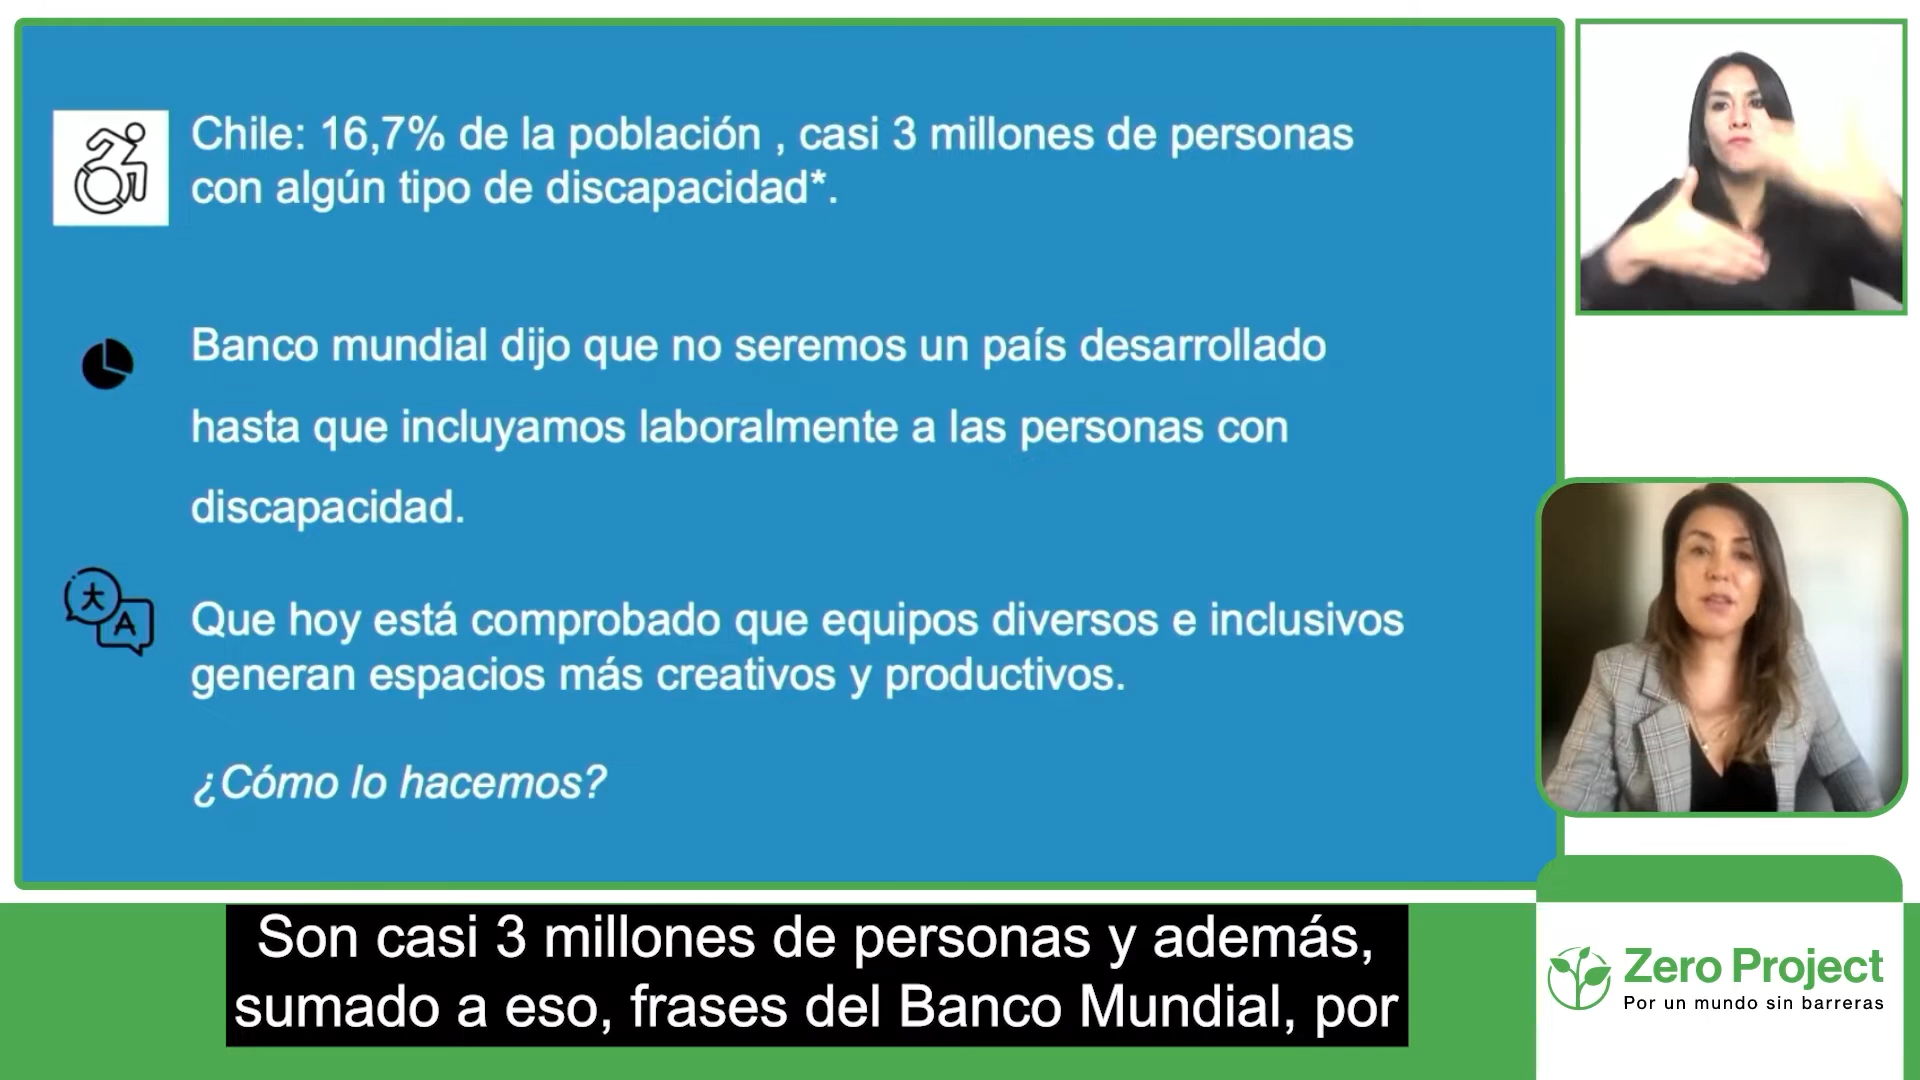 Chile: 16,7% de la población , casi 3 millones de personas
con algún tipo de discapacidad*.
Banco mundial dijo que no seremos un país desarrollado
hasta que incluyamos laboralmente a las personas con
discapacidad.
大
A
Que hoy está comprobado que equipos diversos e inclusivos
generan espacios más creativos y productivos.
¿Cómo lo hacemos?
Son casi 3 millones de personas y además,
sumado a eso, frases del Banco Mundial, por
Zero Project
Por un mundo sin barreras